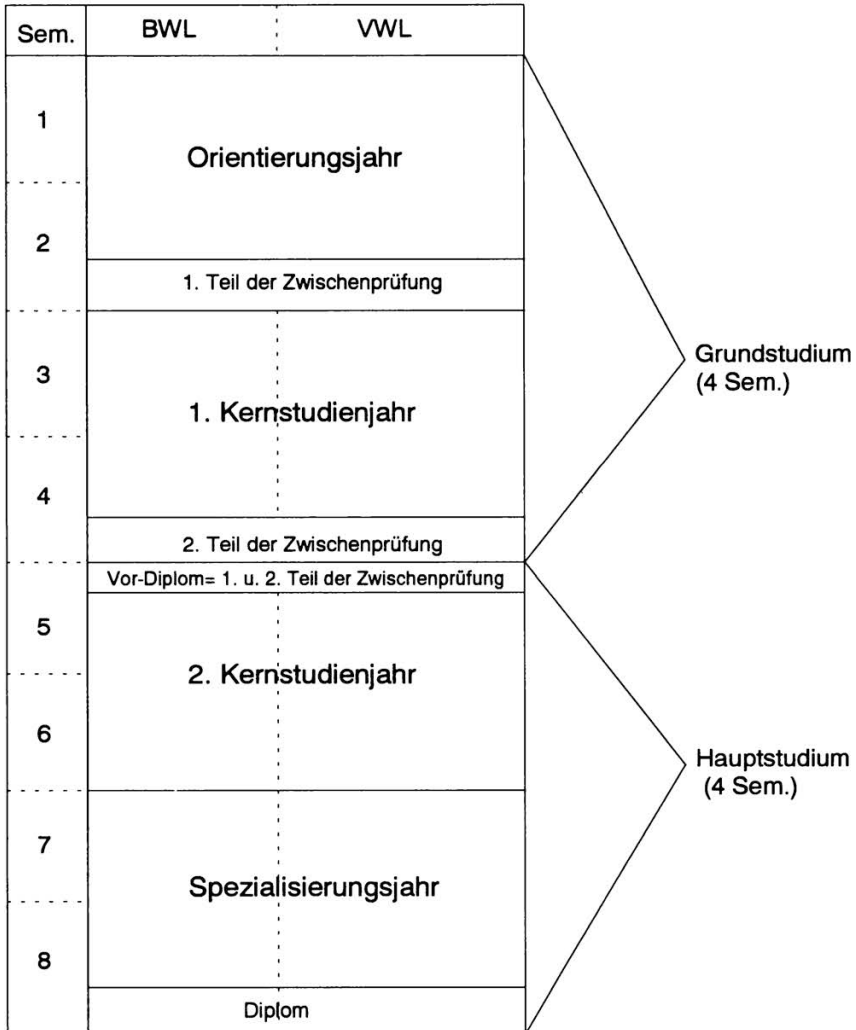 Sem. BWL VWL
1
Orientierungsjahr
2
1. Teil der Zwischenprüfung
3
Grundstudium
(4 Sem.)
1. Kernstudienjahr
4
2. Teil der Zwischenprüfung
Vor-Diplom= 1. u. 2. Teil der Zwischenprüfung
5
2. Kernstudienjahr
6
Hauptstudium
(4 Sem.)
7
Spezialisierungsjahr
8
Diplom